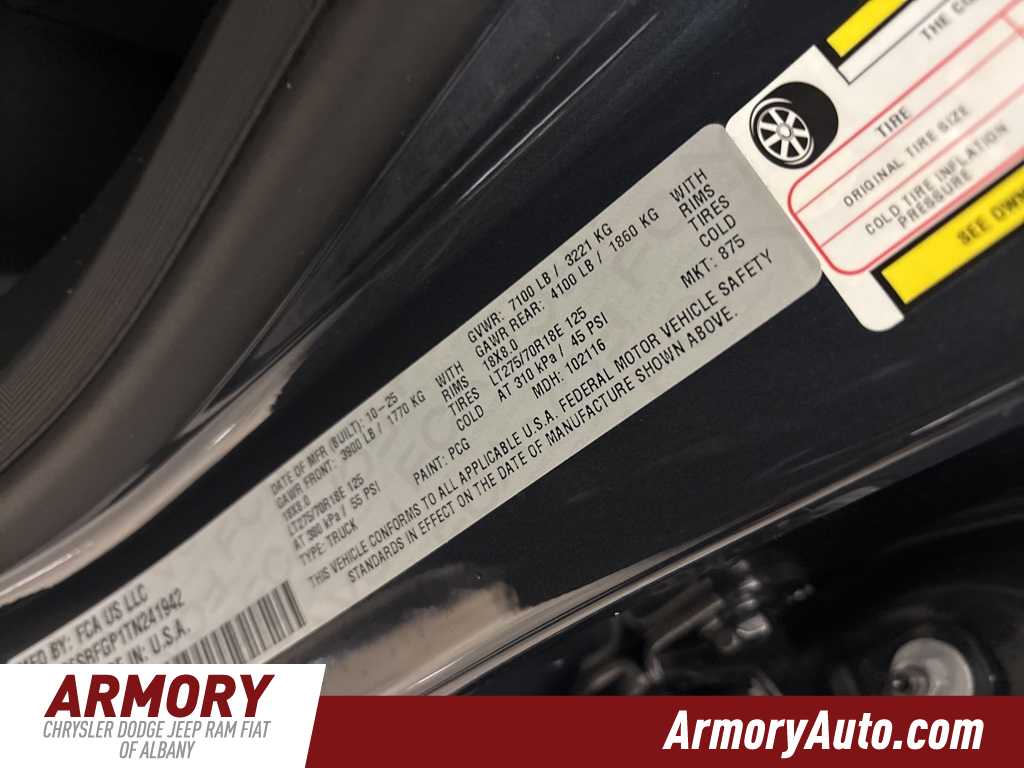 MFD BY: FCA US LLC
DATE OF MFR (BUILT): 10-25 GVWR: 7100 LB / 3221 KG
GAWR FRONT: 3900 LB / 1770 KG WITH GAWR REAR: 4100 LB / 1860 KG WITH
18X8.0 RIMS 18X8.0 RIMS
LT275/70R18E 125 TIRES LT275/70R18E 125 TIRES
AT 380 kPa / 55 PSI COLD AT 310 kPa / 45 PSI COLD
TYPE: TRUCK PAINT: PCG MDH: 102116 MKT: 875
THIS VEHICLE CONFORMS TO ALL APPLICABLE U.S.A. FEDERAL MOTOR VEHICLE SAFETY
STANDARDS IN EFFECT ON THE DATE OF MANUFACTURE SHOWN ABOVE.
SRFGP1TN241942
IN: U.S.A.
THE
TIRE
ORIGINAL TIRE SIZE
COLD TIRE INFLATION
PRESSURE
SEE
ARMORY
CHRYSLER DODGE JEEP RAM FIAT
OF ALBANY
ArmoryAuto.com